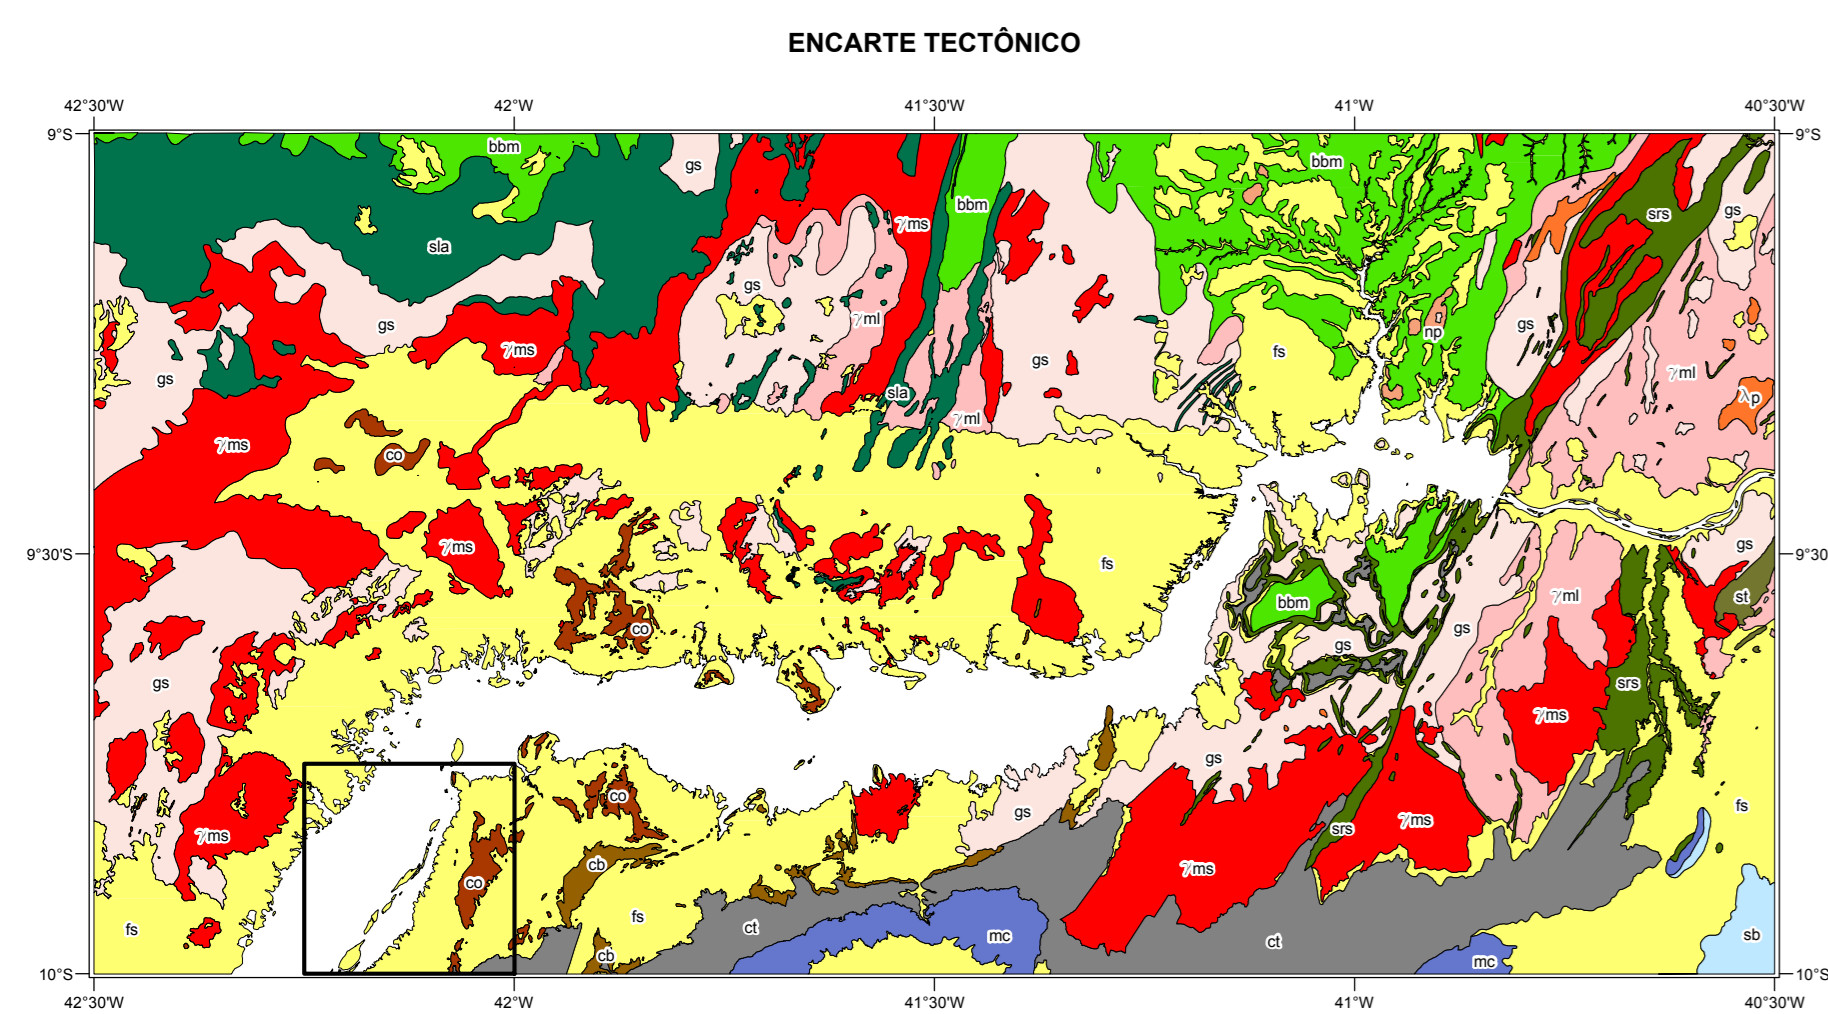 ENCARTE TECTÔNICO
42°30'W 42°W 41°30'W 41°W 40°30'W
9°S 9°S
bbm gs bbm
bbm γms gs srs
sla
gs
gs γml gs np
γms gs fs γml
gs
sla λp
γml
γms co
γms gs
9°30'S 9°30
fs
bbm γml st
co gs
gs
gs srs
γms
gs
co fs
gs
γms srs γms
cb
co γms
fs
fs ct mc ct sb
cb mc
10°S 10°S
42°30'W 42°W 41°30'W 41°W 40°30'W